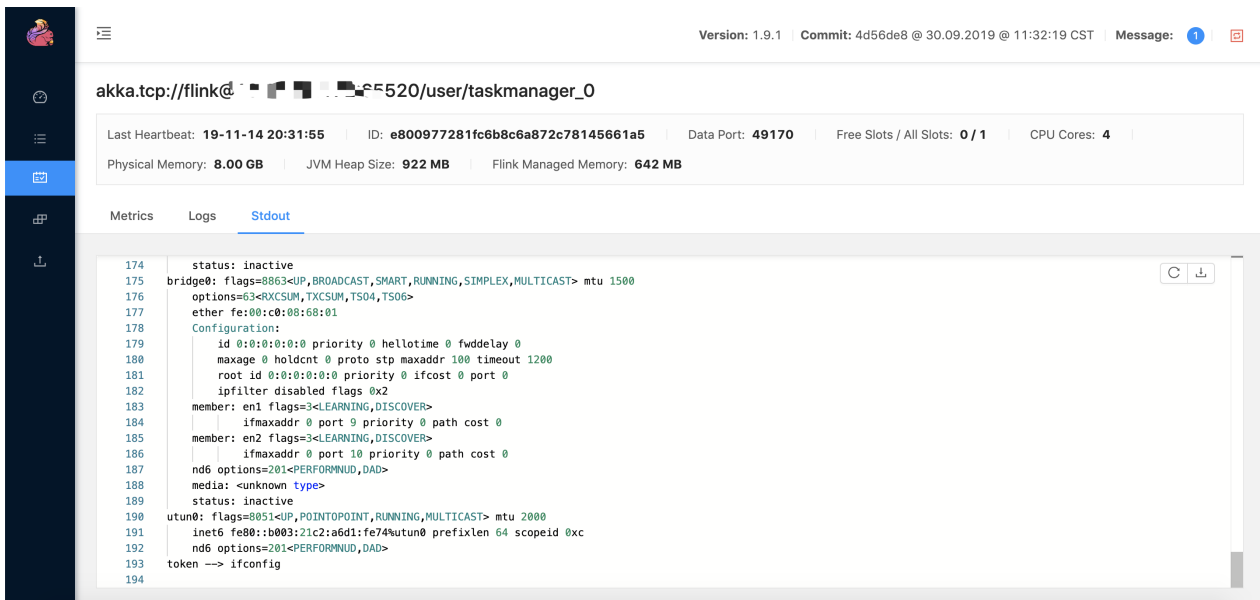 Version: 1.9.1 Commit: 4d56de8 @ 30.09.2019 @ 11:32:19 CST Message: 1
akka.tcp://flink@ 5520/user/taskmanager_0
Last Heartbeat: 19-11-14 20:31:55 ID: e800977281fc6b8c6a872c78145661a5 Data Port: 49170 Free Slots / All Slots: 0 / 1 CPU Cores: 4
Physical Memory: 8.00 GB JVM Heap Size: 922 MB Flink Managed Memory: 642 MB
Metrics Logs Stdout
174 status: inactive
175 bridge0: flags=8863<UP,BROADCAST,SMART,RUNNING,SIMPLEX,MULTICAST> mtu 1500
176 options=63<RXCSUM,TXCSUM,TSO4,TSO6>
177 ether fe:00:c0:08:68:01
178 Configuration:
179 id 0:0:0:0:0:0 priority 0 hellotime 0 fwddelay 0
180 maxage 0 holdcnt 0 proto stp maxaddr 100 timeout 1200
181 root id 0:0:0:0:0:0 priority 0 ifcost 0 port 0
182 ipfilter disabled flags 0x2
183 member: en1 flags=3<LEARNING,DISCOVER>
184 ifmaxaddr 0 port 9 priority 0 path cost 0
185 member: en2 flags=3<LEARNING,DISCOVER>
186 ifmaxaddr 0 port 10 priority 0 path cost 0
187 nd6 options=201<PERFORMNUD,DAD>
188 media: <unknown type>
189 status: inactive
190 utun0: flags=8051<UP,POINTOPOINT,RUNNING,MULTICAST> mtu 2000
191 inet6 fe80::b003:21c2:a6d1:fe74%utun0 prefixlen 64 scopeid 0xc
192 nd6 options=201<PERFORMNUD,DAD>
193 token --> ifconfig
194